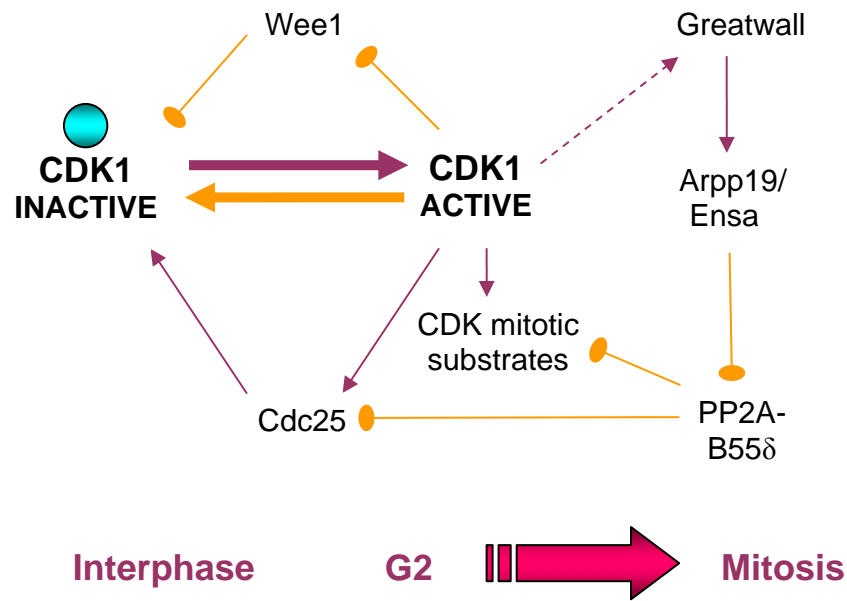 Wee1
Greatwall
CDK1
INACTIVE
CDK1
ACTIVE
Arpp19/
Ensa
CDK mitotic
substrates
Cdc25
PP2A-
B55δ
Interphase
G2
Mitosis